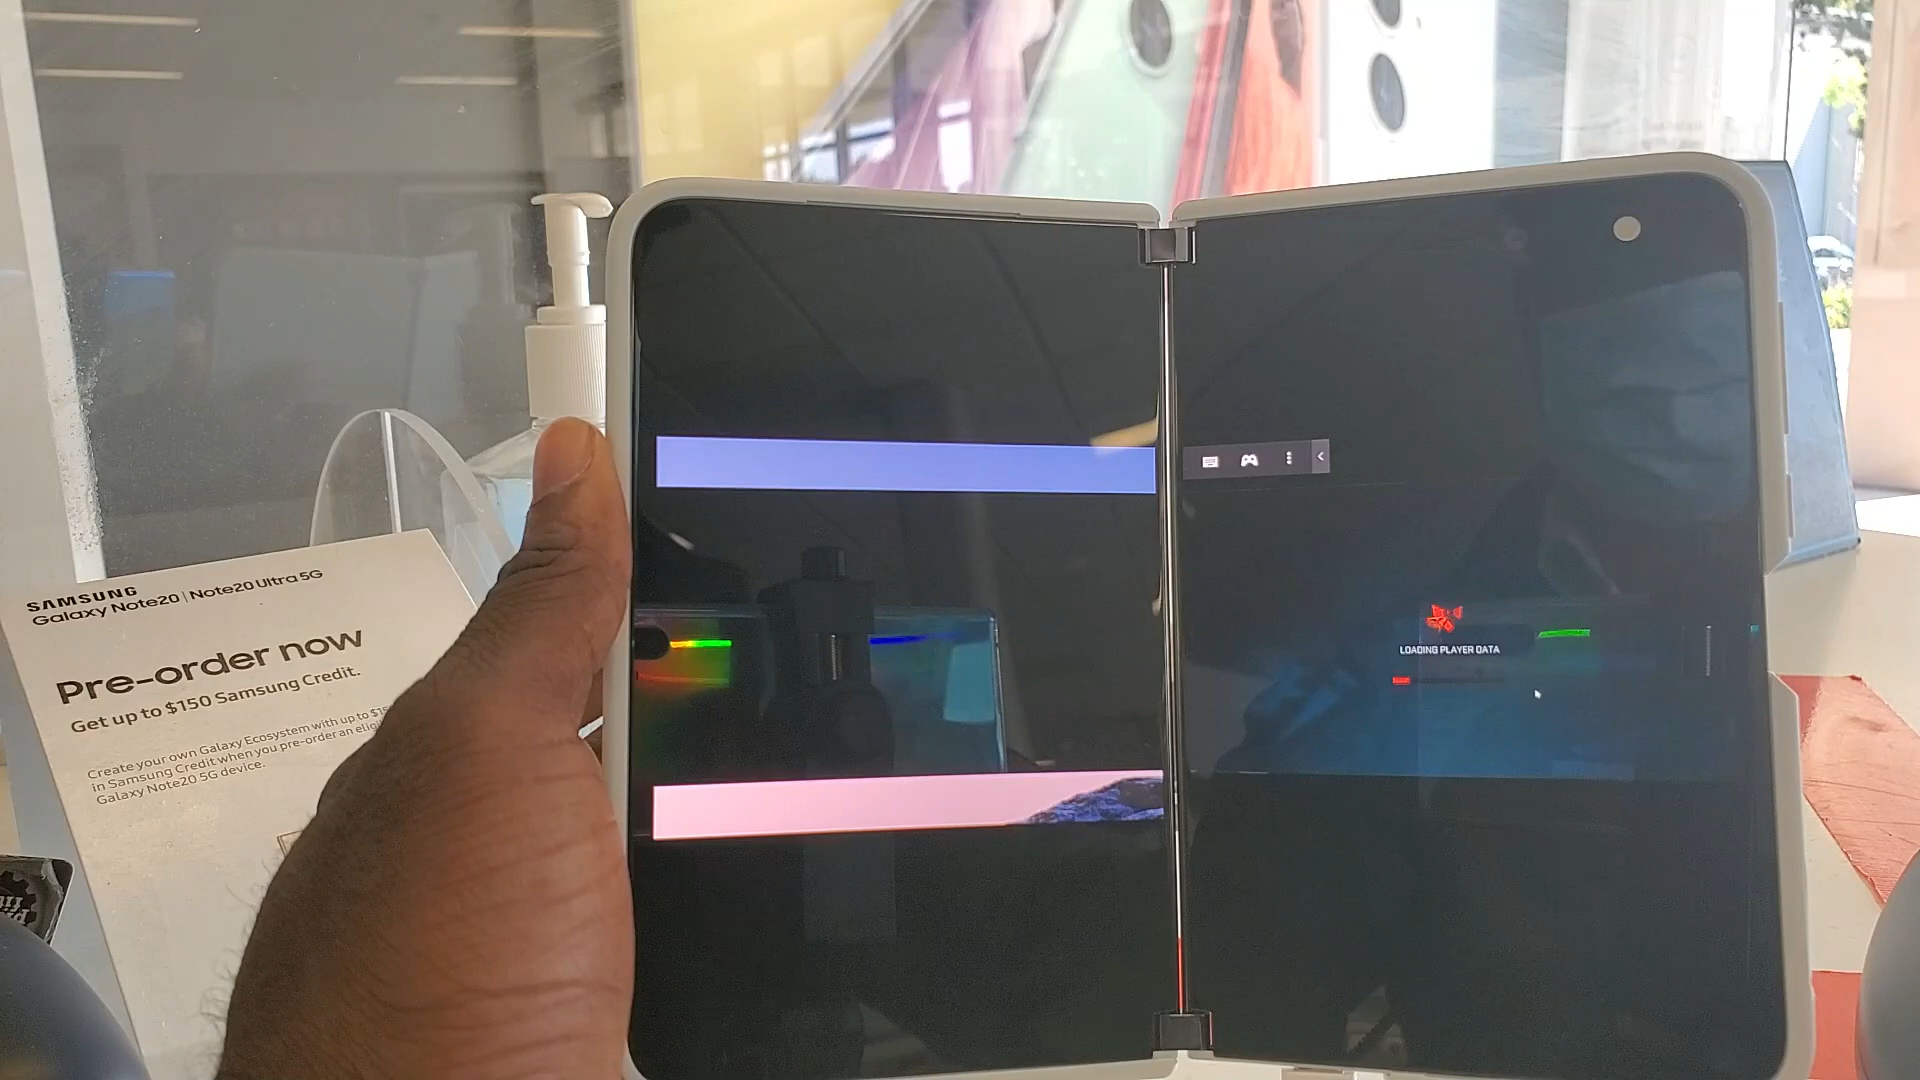 SAMSUNG
Galaxy Note20 | Note20 Ultra 5G
Pre-order now
Get up to $150 Samsung Credit.
Create your own Galaxy Ecosystem with up to
in Samsung Credit when you pre-order an
Galaxy Note20 5G device.
LOADING PLAYER DATA